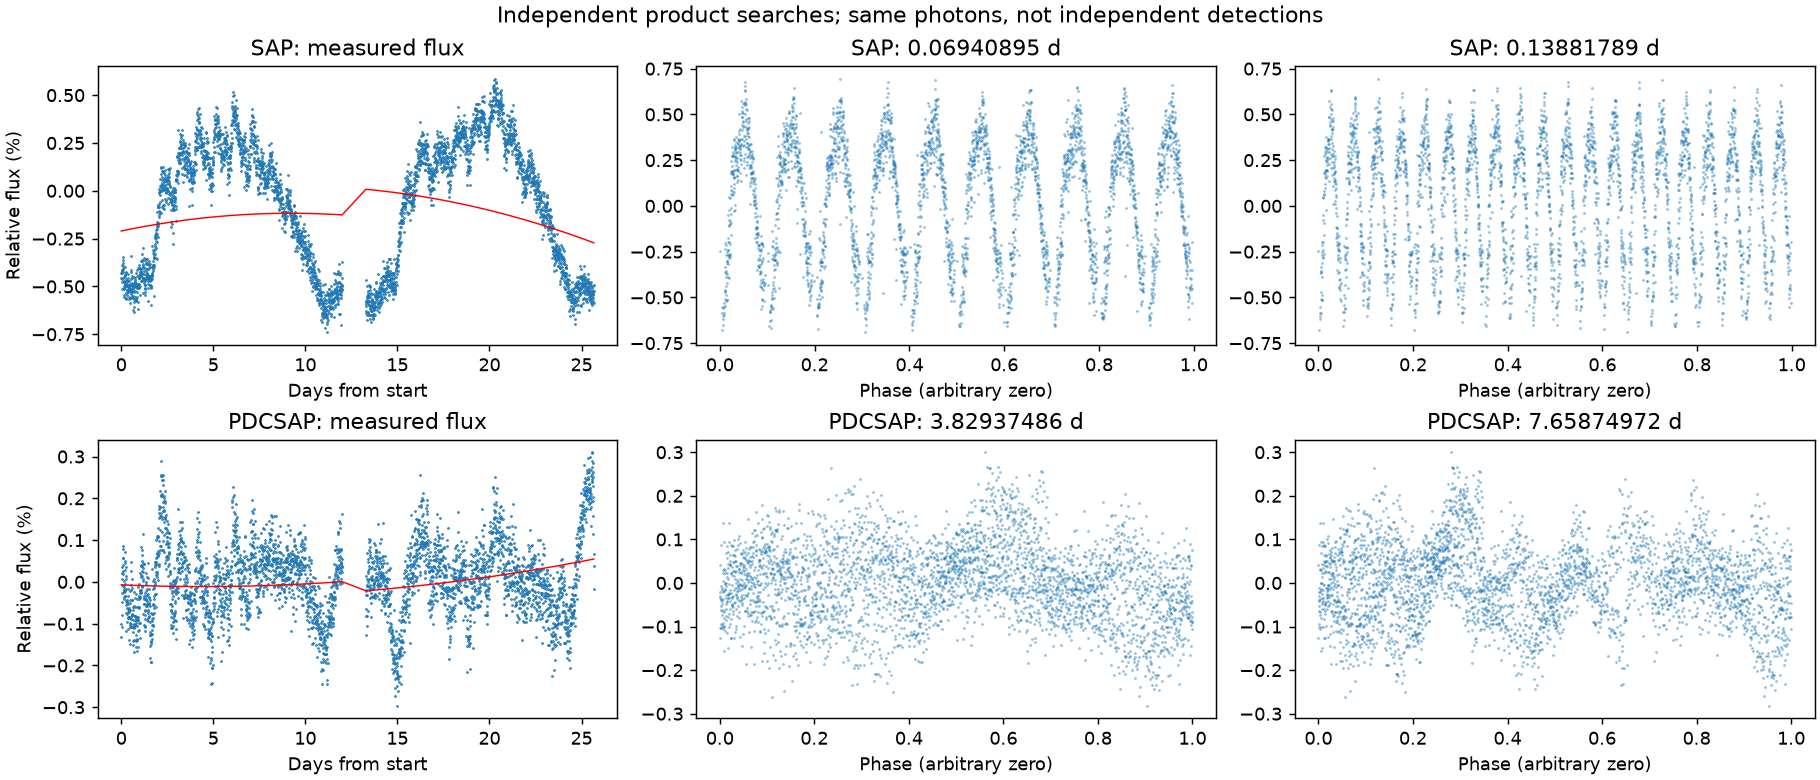 Independent product searches; same photons, not independent detections
SAP: measured flux
SAP: 0.06940895 d
SAP: 0.13881789 d
Relative flux (%)
0.50
0.25
0.00
−0.25
−0.50
−0.75
0 5 10 15 20 25
Days from start
0.75
0.50
0.25
0.00
−0.25
−0.50
−0.75
0.0 0.2 0.4 0.6 0.8 1.0
Phase (arbitrary zero)
0.75
0.50
0.25
0.00
−0.25
−0.50
−0.75
0.0 0.2 0.4 0.6 0.8 1.0
Phase (arbitrary zero)
PDCSAP: measured flux
PDCSAP: 3.82937486 d
PDCSAP: 7.65874972 d
Relative flux (%)
0.3
0.2
0.1
0.0
−0.1
−0.2
−0.3
0 5 10 15 20 25
Days from start
0.3
0.2
0.1
0.0
−0.1
−0.2
−0.3
0.0 0.2 0.4 0.6 0.8 1.0
Phase (arbitrary zero)
0.3
0.2
0.1
0.0
−0.1
−0.2
−0.3
0.0 0.2 0.4 0.6 0.8 1.0
Phase (arbitrary zero)